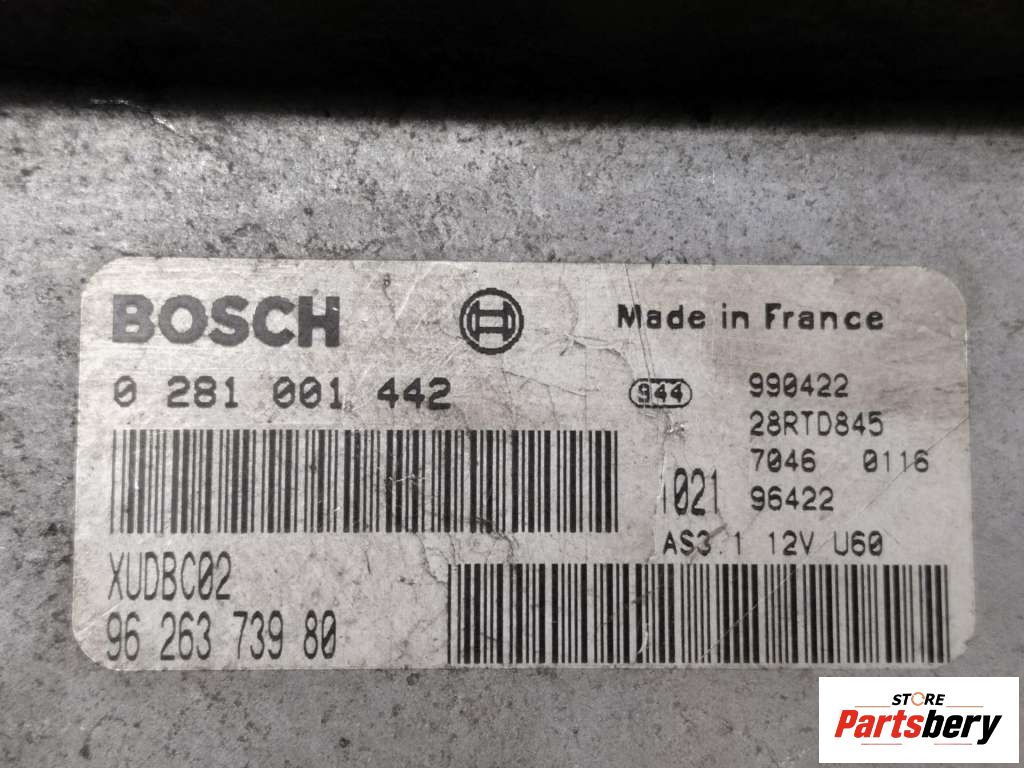 BOSCH
Made in France
0 281 001 442
944
990422
28RTD845
7046 0116
1021
96422
AS3.1 12V U60
XUDBC02
96 263 739 80
STORE
Partsbery